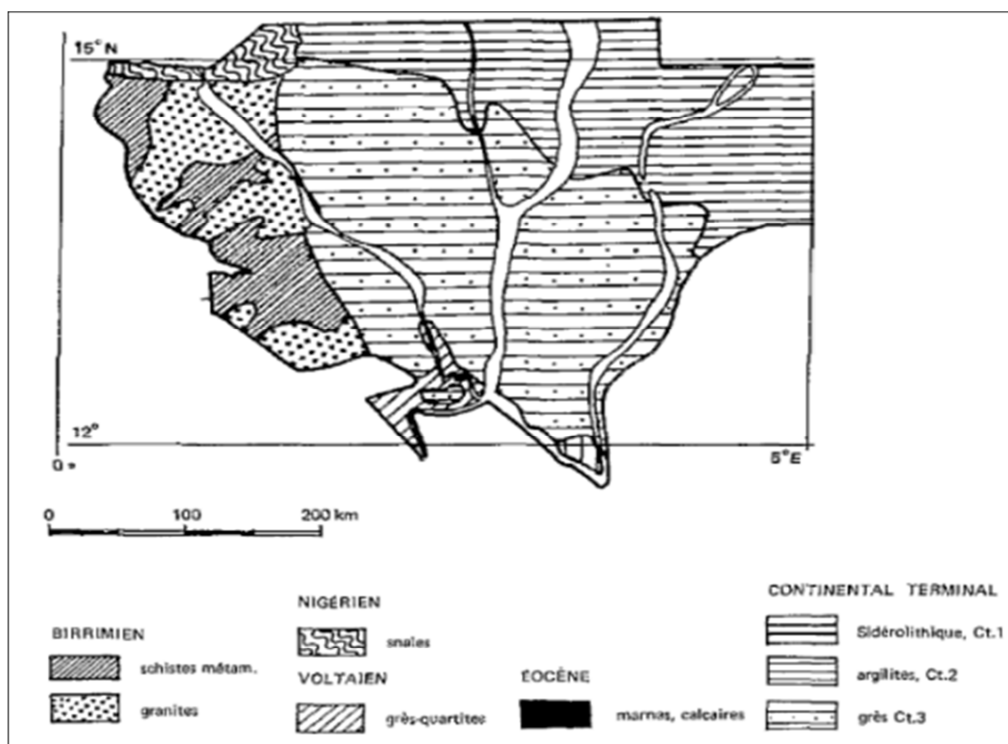 15° N
12°
0°
5° E
0 100 200 km
BIRRIMIEN
schistes métam.
granites
NIGÉRIEN
snales
VOLTAIEN
grès-quartites
ÉOCÈNE
marnas, calcaires
CONTINENTAL TERMINAL
Sidérolithique, Ct.1
argilites, Ct.2
grès Ct.3